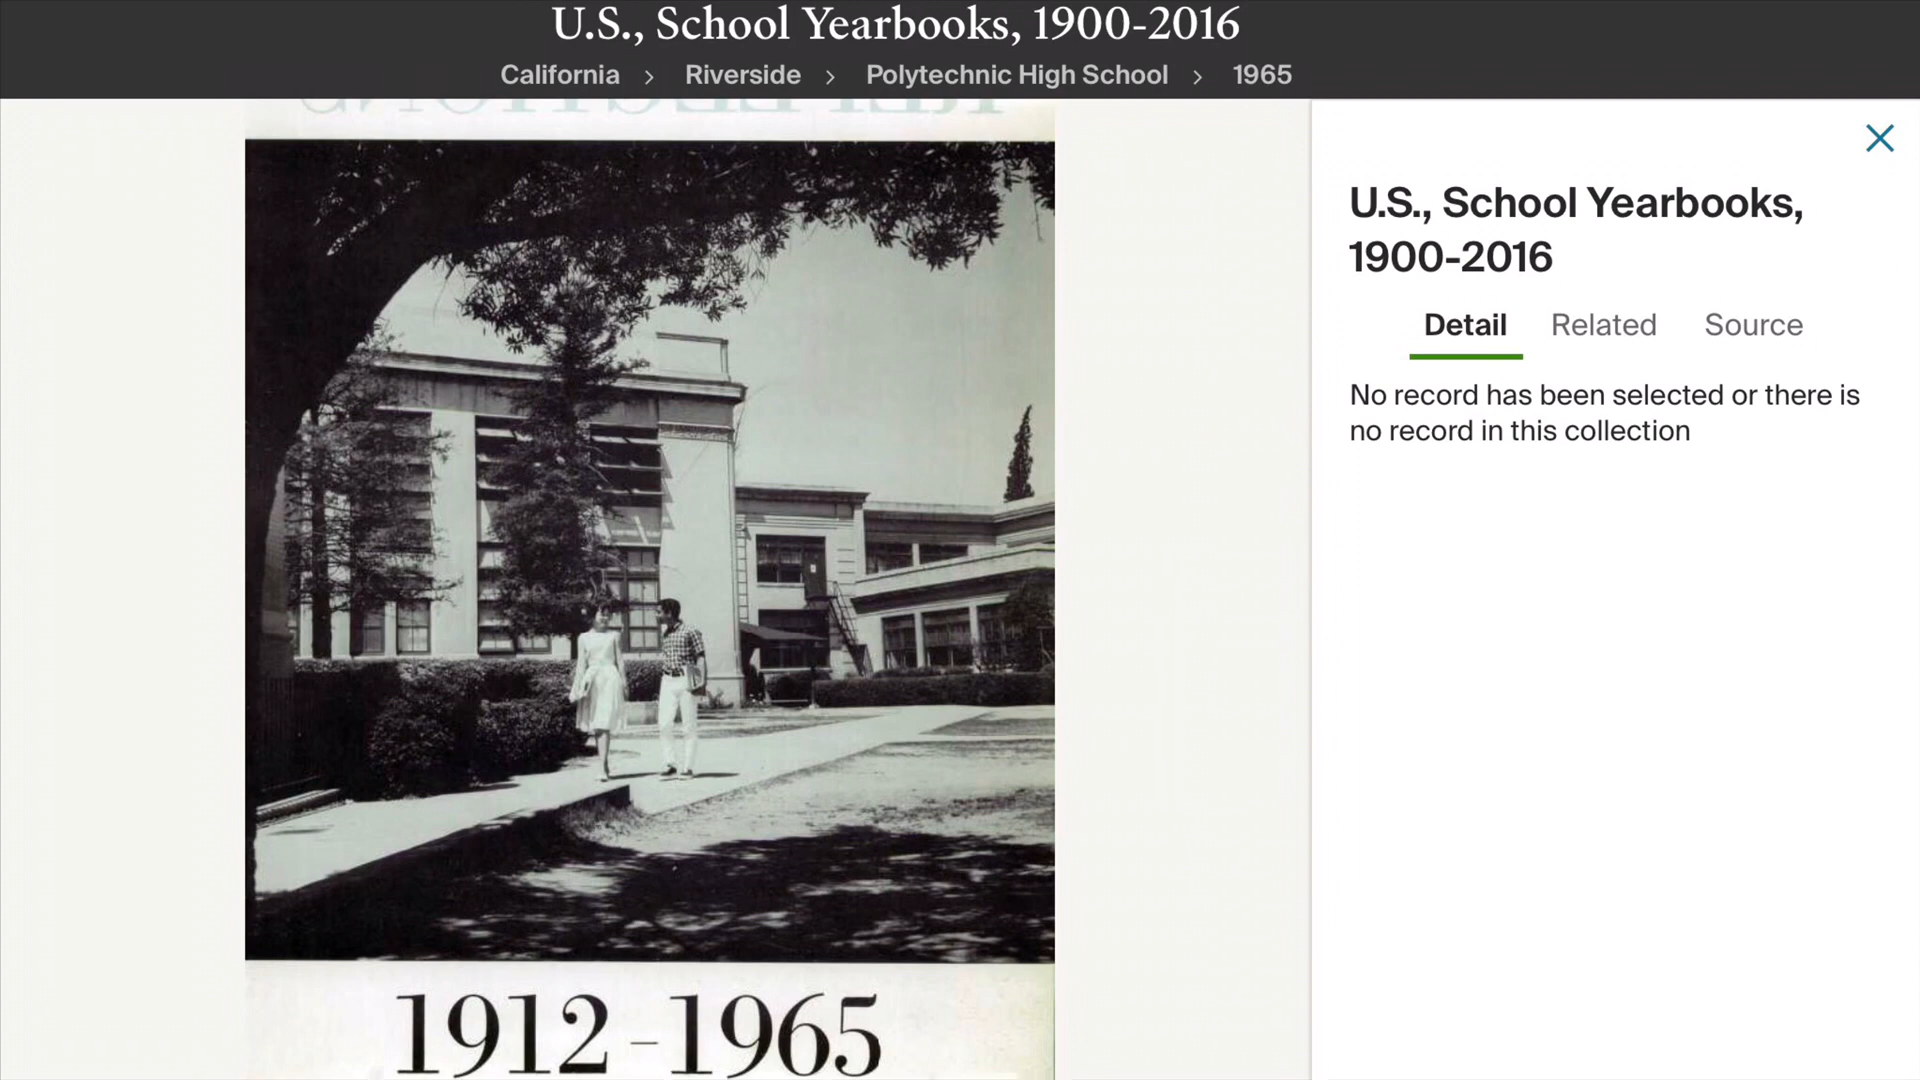 U.S., School Yearbooks, 1900-2016
California > Riverside > Polytechnic High School > 1965
U.S., School Yearbooks,
1900-2016
Detail Related Source
No record has been selected or there is
no record in this collection
1912-1965